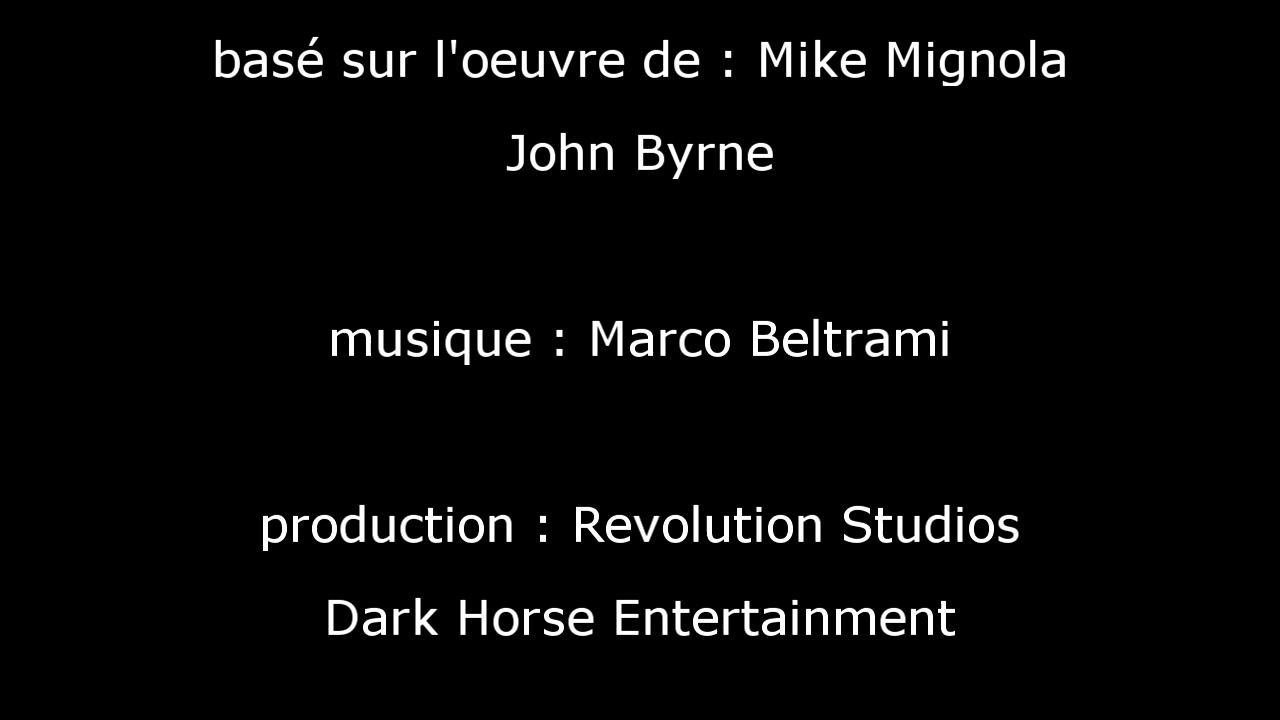 basé sur l'oeuvre de : Mike Mignola
John Byrne
musique : Marco Beltrami
production : Revolution Studios
Dark Horse Entertainment